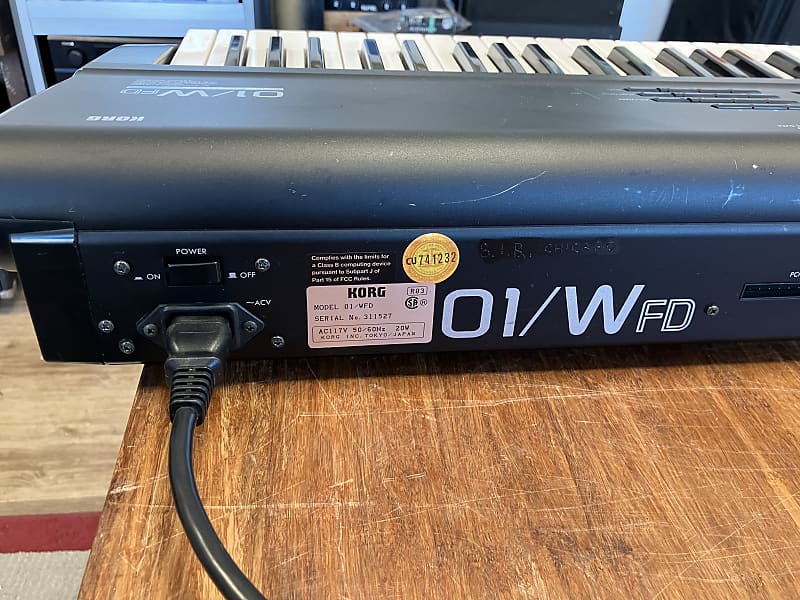 01/WFD
KORG
POWER
ON
OFF
~ACV
Complies with the limits for
a Class B computing device
pursuant to Subpart J of
Part 15 of FCC Rules.
CU741232
S.I.R. CHICAGO
KORG
R03
MODEL 01/WFD
SERIAL No. 311527
AC117V 50/60Hz 20W
KORG INC. TOKYO/JAPAN
01/WFD